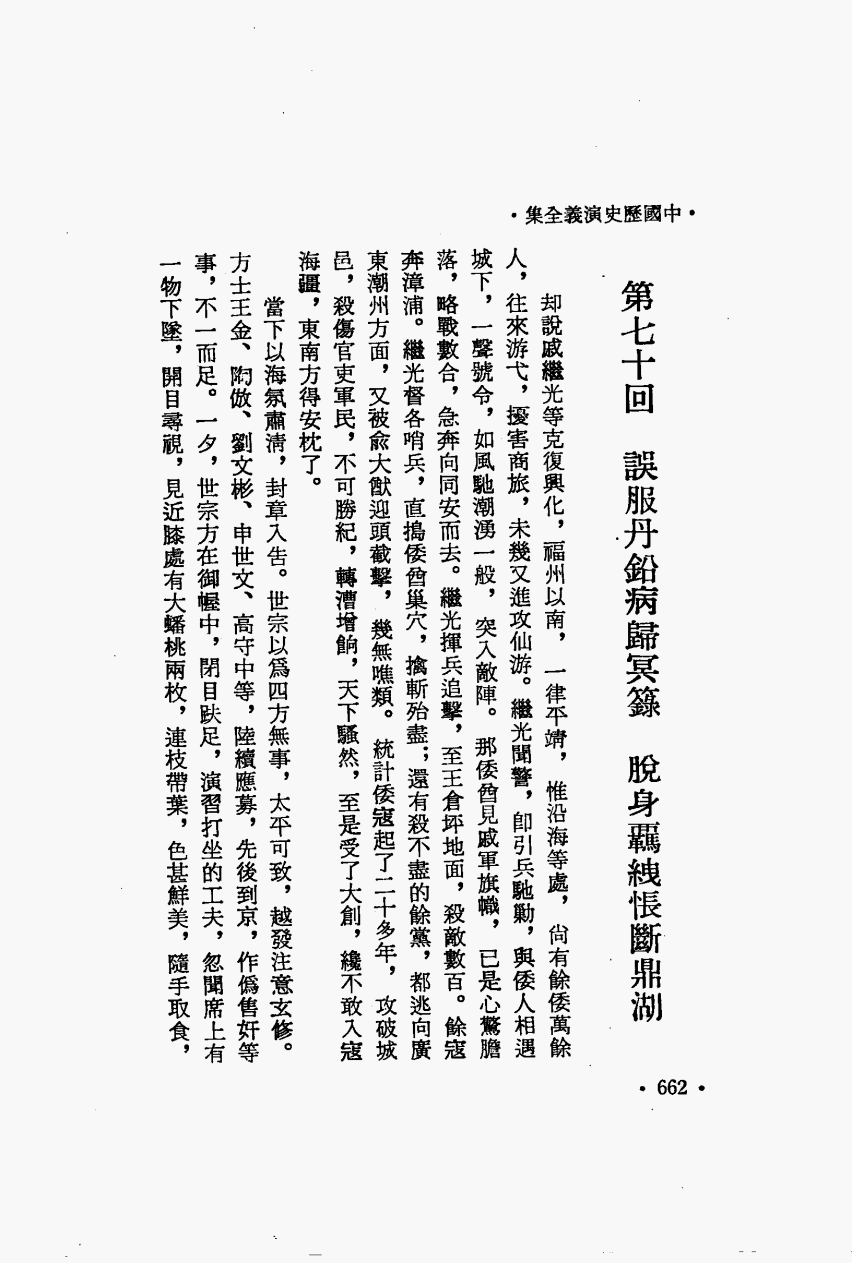 •中國歷史演義全集•
第七十回　誤服丹鉛病歸冥籙　脫身羈絏悵斷鼎湖
却說戚繼光等克復興化，福州以南，一律平靖，惟沿海等處，尙有餘倭萬餘
人，往來游弋，擾害商旅，未幾又進攻仙游。繼光聞警，卽引兵馳勦，與倭人相遇
城下，一聲號令，如風馳潮湧一般，突入敵陣。那倭酋見戚軍旗幟，已是心驚膽
落，略戰數合，急奔向同安而去。繼光揮兵追擊，至王倉坪地面，殺敵數百。餘寇
奔漳浦。繼光督各哨兵，直搗倭酋巢穴，擒斬殆盡；還有殺不盡的餘黨，都逃向廣
東潮州方面，又被兪大猷迎頭截擊，幾無噍類。統計倭寇起了二十多年，攻破城
邑，殺傷官吏軍民，不可勝紀，轉漕增餉，天下騷然，至是受了大創，纔不敢入寇
海疆，東南方得安枕了。
當下以海氛肅淸，封章入吿。世宗以爲四方無事，太平可致，越發注意玄修。
方士王金、陶倣、劉文彬、申世文、高守中等，陸續應募，先後到京，作僞售奸等
事，不一而足。一夕，世宗方在御幄中，閉目趺足，演習打坐的工夫，忽聞席上有
一物下墜，開目尋視，見近膝處有大蟠桃兩枚，連枝帶葉，色甚鮮美，隨手取食，
• 662 •